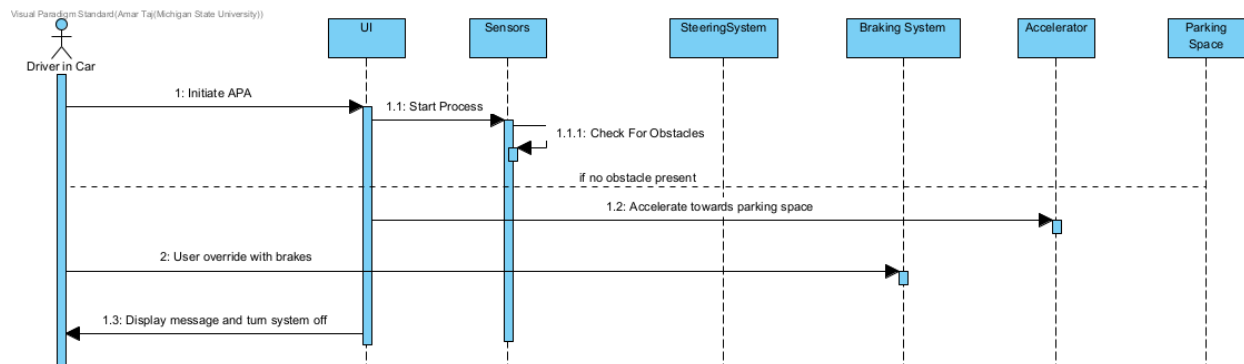 Visual Paradigm Standard(Amar Taj(Michigan State University))
UI
Sensors
SteeringSystem
Braking System
Accelerator
Parking
Space
Driver in Car
1: Initiate APA
1.1: Start Process
1.1.1: Check For Obstacles
if no obstacle present
1.2: Accelerate towards parking space
2: User override with brakes
1.3: Display message and turn system off